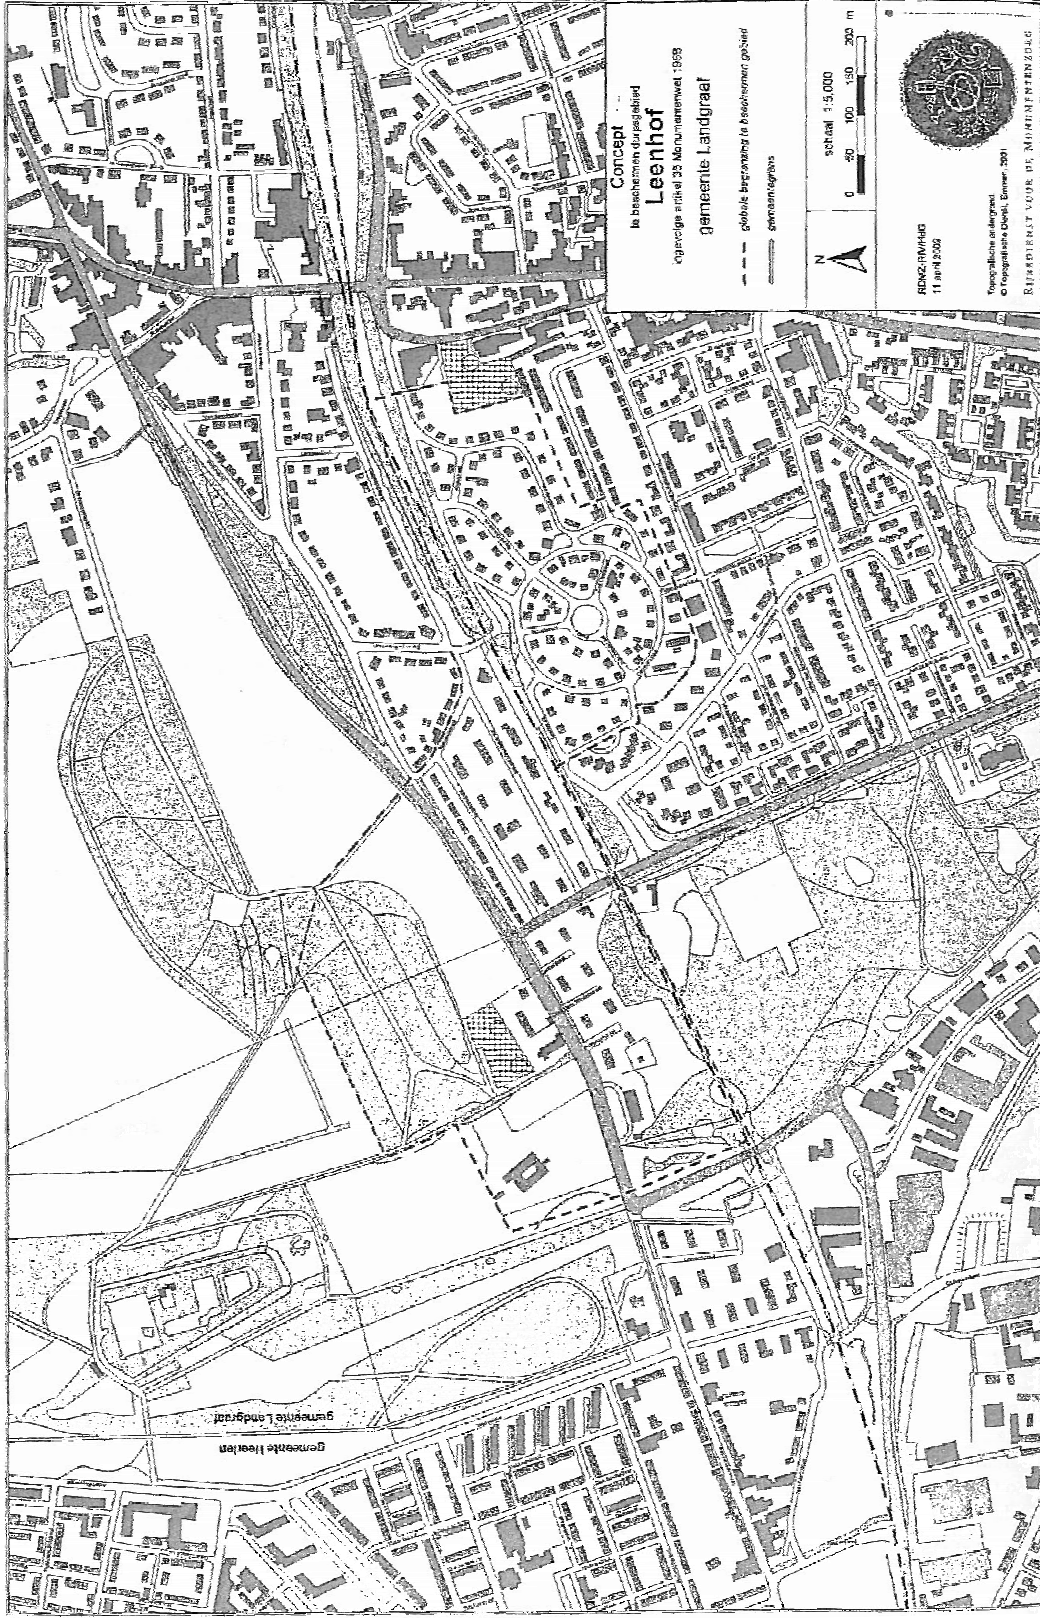 Concept
te beschermen dorpsgebied
Leenhof
ingevolge artikel 35 Monumentenwet 1988
gemeente Landgraaf
globale begrenzing te beschermen gebied
gemeentegrens
schaal 1:5.000
0 50 100 150 200 m
N
11 april 2002
Topografische ondergrond
© Topografische Dienst, Emmen, 2001
RIJKSDIENST VOOR DE MONUMENTENZORG
gemeente Landgraaf
gemeente Heerlen